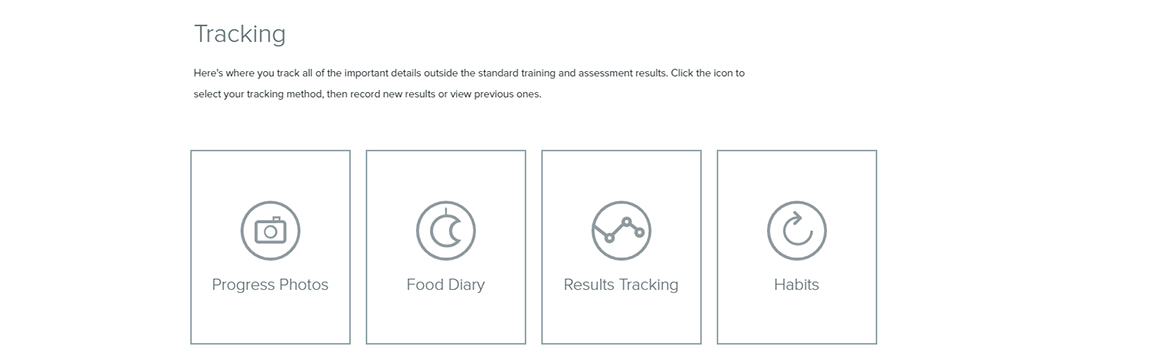 Tracking
Here's where you track all of the important details outside the standard training and assessment results. Click the icon to
select your tracking method, then record new results or view previous ones.
Progress Photos
Food Diary
Results Tracking
Habits